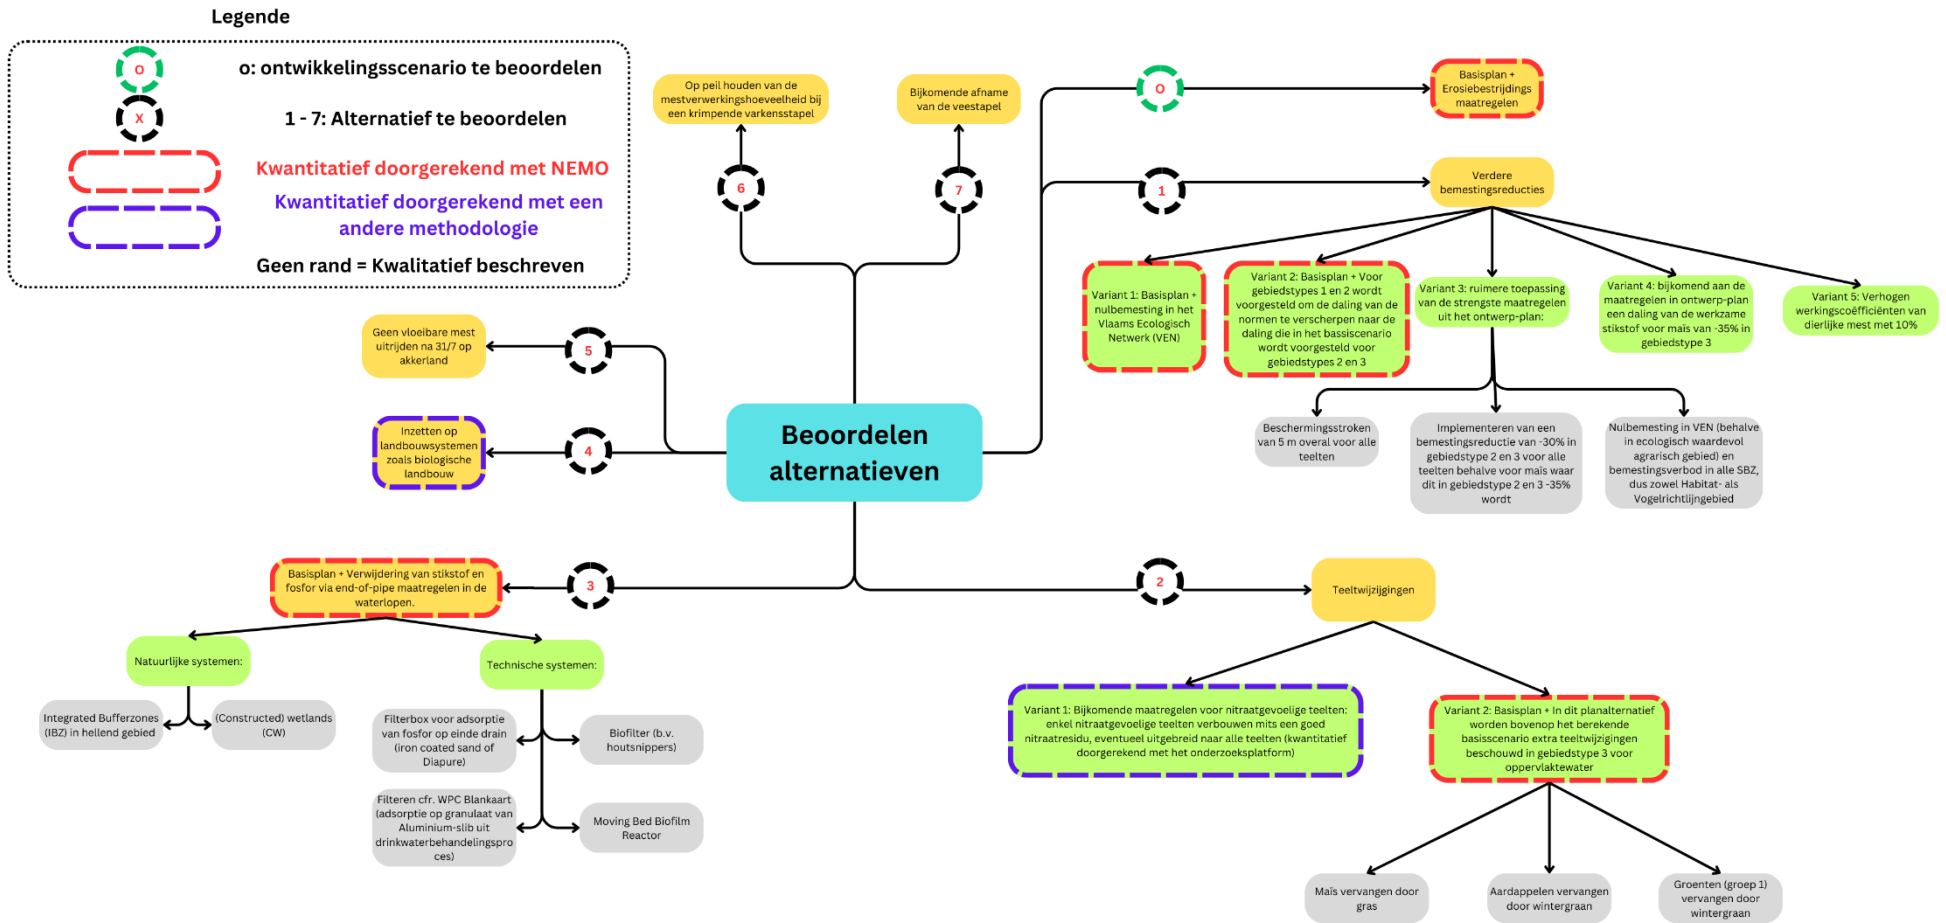 Legende
O
o: ontwikkelingsscenario te beoordelen
X
1 - 7: Alternatief te beoordelen
Kwantitatief doorgerekend met NEMO
Kwantitatief doorgerekend met een
andere methodologie
Geen rand = Kwalitatief beschreven
Op peil houden van de
mestverwerkingshoeveelheid bij
een krimpende varkensstapel
Bijkomende afname
van de veestapel
O
Basisplan +
Erosiebestrijdings
maatregelen
6
7
1
Verdere
bemestingsreducties
Variant 1: Basisplan +
nulbemesting in het
Vlaams Ecologisch
Netwerk (VEN)
Variant 2: Basisplan + Voor
gebiedstypes 1 en 2 wordt
voorgesteld om de daling van de
normen te verscherpen naar de
daling die in het bassiscenario
wordt voorgesteld voor
gebiedstypes 2 en 3
Variant 3: ruimere toepassing
van de strengste maatregelen
uit het ontwerp-plan:
Variant 4: bijkomend aan de
maatregelen in ontwerp-plan
een daling van de werkzame
stikstof voor maïs van -35% in
gebiedstype 3
Variant 5: Verhogen
werkingscoëfficiënten van
dierlijke mest met 10%
Beschermingsstroken
van 5 m overal voor alle
teelten
Implementeren van een
bemestingsreductie van -30% in
gebiedstype 2 en 3 voor alle
teelten behalve voor maïs waar
dit in gebiedstype 2 en 3 -35%
wordt
Nulbemesting in VEN (behalve
in ecologisch waardevol
agrarisch gebied) en
bemestingsverbod in alle SBZ,
dus zowel Habitat- als
Vogelrichtlijngebied
Geen vloeibare mest
uitrijden na 31/7 op
akkerland
5
Inzetten op
landbouwsystemen
zoals biologische
landbouw
4
Beoordelen
alternatieven
Basisplan + Verwijdering van stikstof en
fosfor via end-of-pipe maatregelen in de
waterlopen.
3
2
Teeltwijzijgingen
Natuurlijke systemen:
Technische systemen:
Integrated Bufferzones
(IBZ) in hellend gebied
(Constructed) wetlands
(CW)
Filterbox voor adsorptie
van fosfor op einde drain
(iron coated sand of
Diapure)
Biofilter (b.v.
houtsnippers)
Filteren cfr. WPC Blankaart
(adsorptie op granulaat van
Aluminium-slib uit
drinkwaterbehandelingspro
ces)
Moving Bed Biofilm
Reactor
Variant 1: Bijkomende maatregelen voor nitraatgevoelige teelten:
enkel nitraatgevoelige teelten verbouwen mits een goed
nitraatresidu, eventueel uitgebreid naar alle teelten (kwantitatief
doorgerekend met het onderzoeksplatform)
Variant 2: Basisplan + In dit planalternatief
worden bovenop het berekende
basisscenario extra teeltwijzigingen
beschouwd in gebiedstype 3 voor
oppervlaktewater
Maïs vervangen door
gras
Aardappelen vervangen
door wintergraan
Groenten (groep 1)
vervangen door
wintergraan